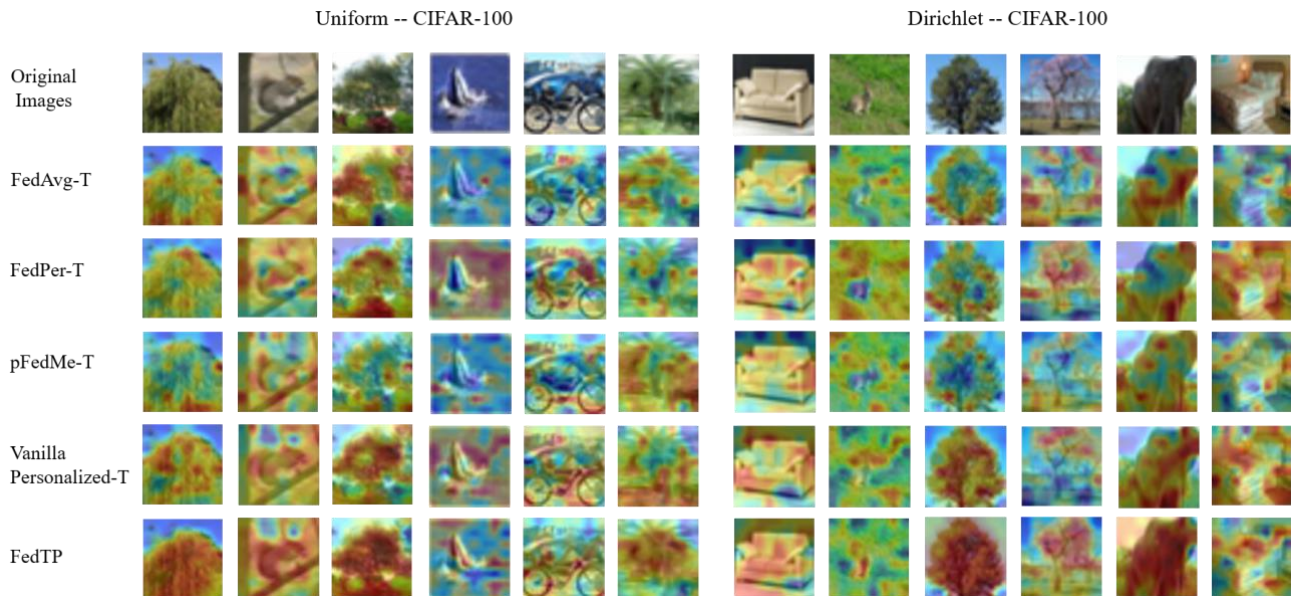 Uniform -- CIFAR-100
Dirichlet -- CIFAR-100
Original
Images
FedAvg-T
FedPer-T
pFedMe-T
Vanilla
Personalized-T
FedTP